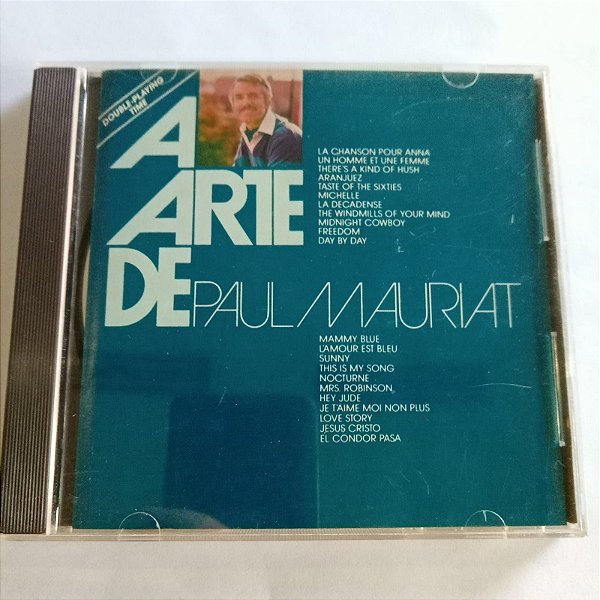 DOUBLE-PLAYING
TIME
A
ARTE
DE PAUL MAURIAT
LA CHANSON POUR ANNA
UN HOMME ET UNE FEMME
THERE'S A KIND OF HUSH
ARANJUEZ
TASTE OF THE SIXTIES
MICHELLE
LA DECADENSE
THE WINDMILLS OF YOUR MIND
MIDNIGHT COWBOY
FREEDOM
DAY BY DAY
MAMMY BLUE
L'AMOUR EST BLEU
SUNNY
THIS IS MY SONG
NOCTURNE
MRS. ROBINSON
HEY JUDE
JE T'AIME MOI NON PLUS
LOVE STORY
JESUS CRISTO
EL CONDOR PASA